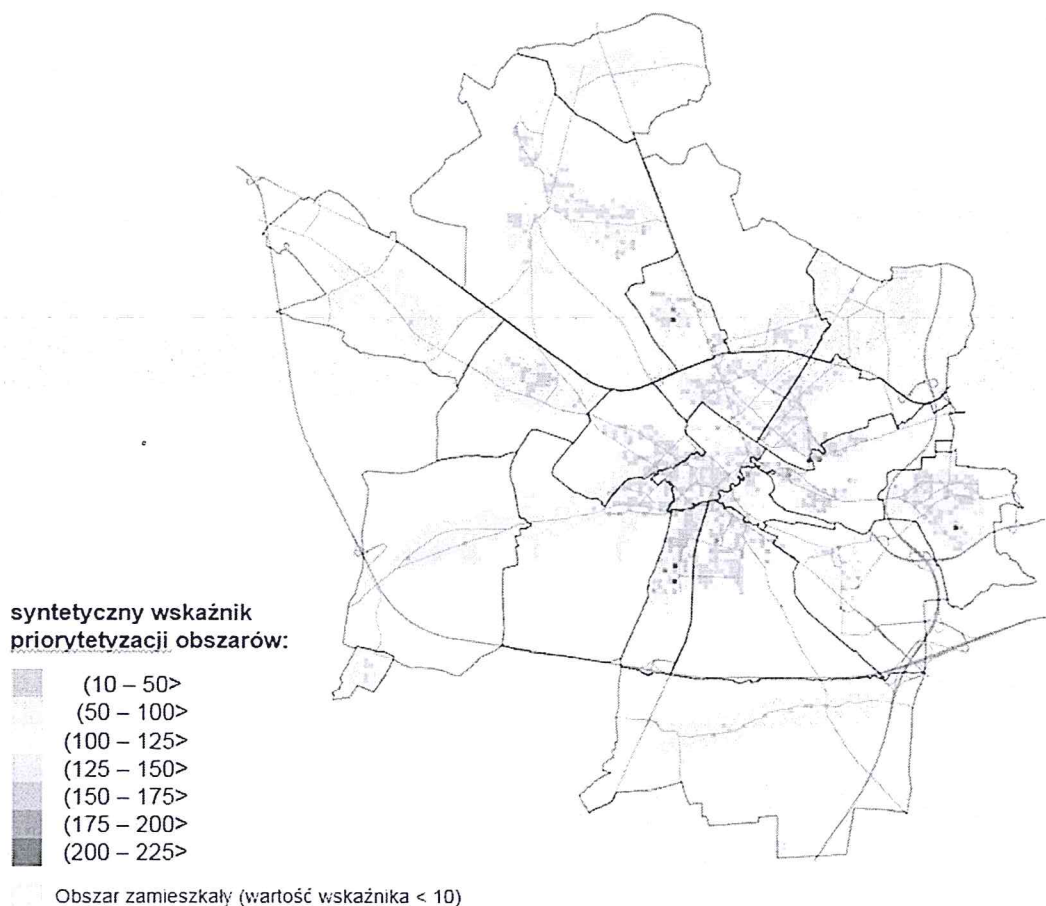 syntetyczny wskaźnik
priorytetyzacji obszarów:
(10 – 50>
(50 – 100>
(100 – 125>
(125 – 150>
(150 – 175>
(175 – 200>
(200 – 225>
Obszar zamieszkały (wartość wskaźnika < 10)